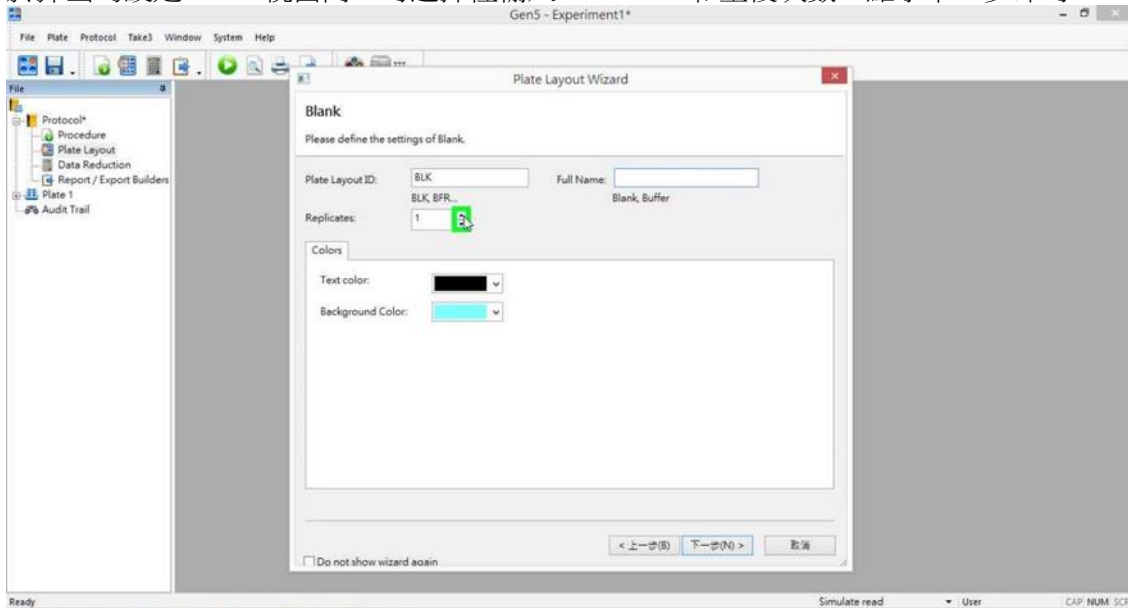 Gen5 - Experiment1*
File Plate Protocol Take3 Window System Help
File
Protocol*
Procedure
Plate Layout
Data Reduction
Report / Export Builders
Plate 1
Audit Trail
Plate Layout Wizard
Blank
Please define the settings of Blank.
Plate Layout ID: BLK Full Name:
BLK, BFR... Blank, Buffer
Replicates: 1
Colors
Text color:
Background Color:
< 上一步(B) 下一步(N) > 取消
Do not show wizard again
Ready Simulate read User CAP NUM SCR